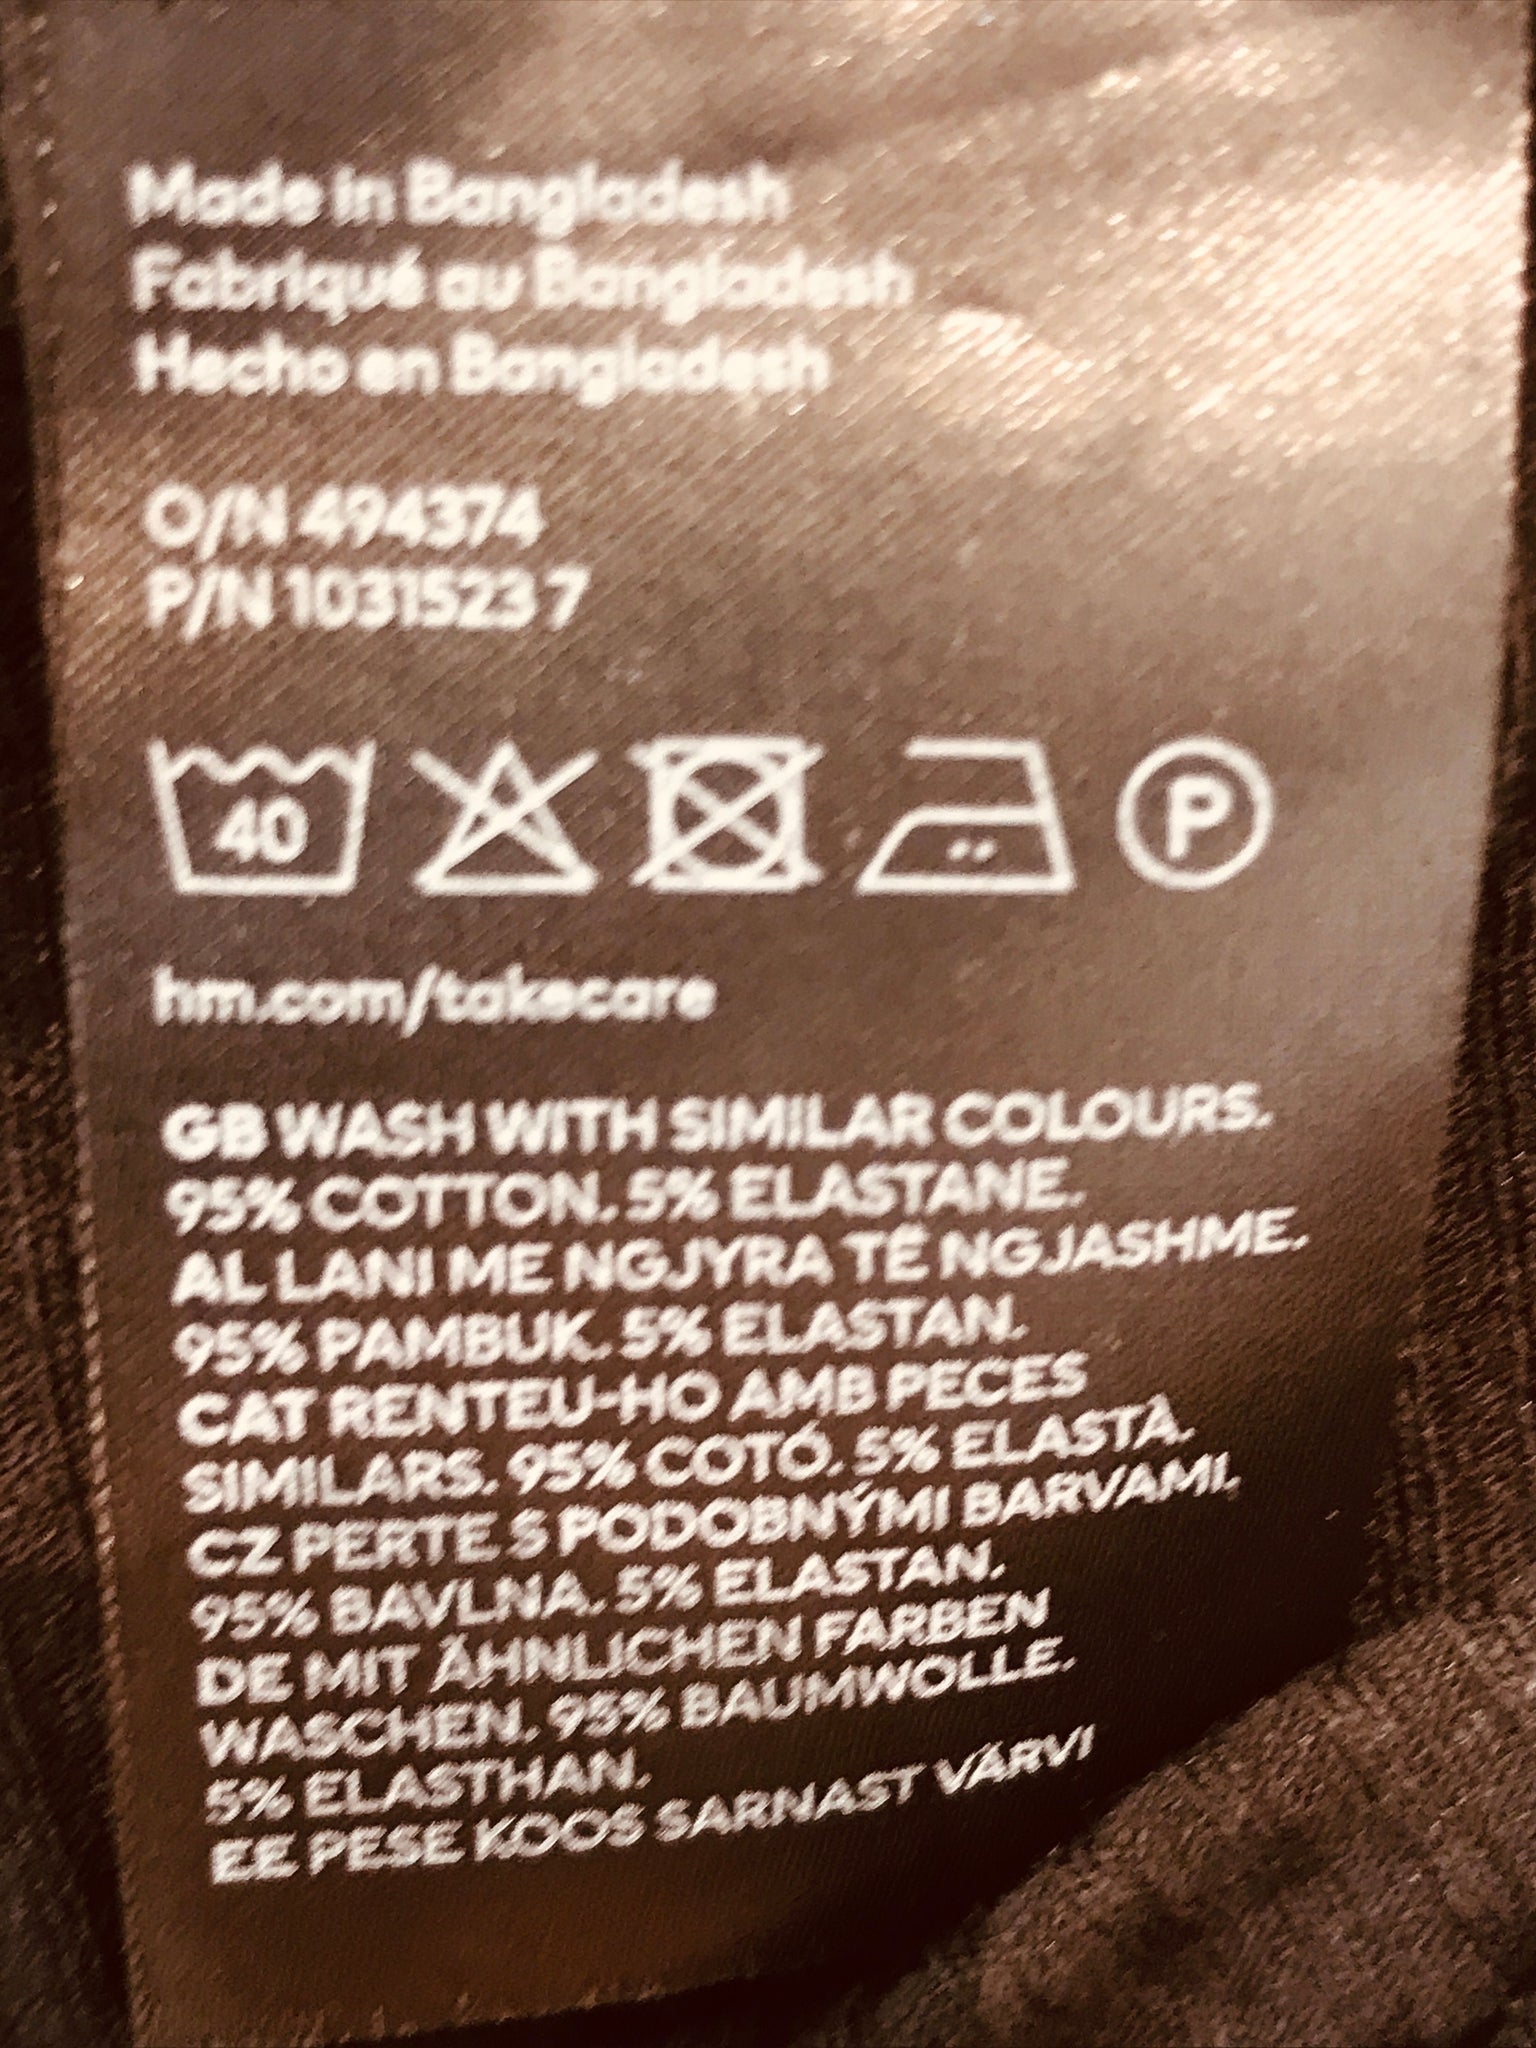 Made in Bangladesh
Fabriqué au Bangladesh
Hecho en Bangladesh
O/N 494374
P/N 1031523 7
40
P
hm.com/takecare
GB WASH WITH SIMILAR COLOURS.
95% COTTON. 5% ELASTANE.
AL LANI ME NGJYRA TË NGJASHME.
95% PAMBUK. 5% ELASTAN.
CAT RENTEU-HO AMB PECES
SIMILARS. 95% COTÓ. 5% ELASTÀ.
CZ PERTE S PODOBNÝMI BARVAMI.
95% BAVLNA. 5% ELASTAN.
DE MIT ÄHNLICHEN FARBEN
WASCHEN. 95% BAUMWOLLE.
5% ELASTHAN.
EE PESE KOOS SARNAST VÄRVI